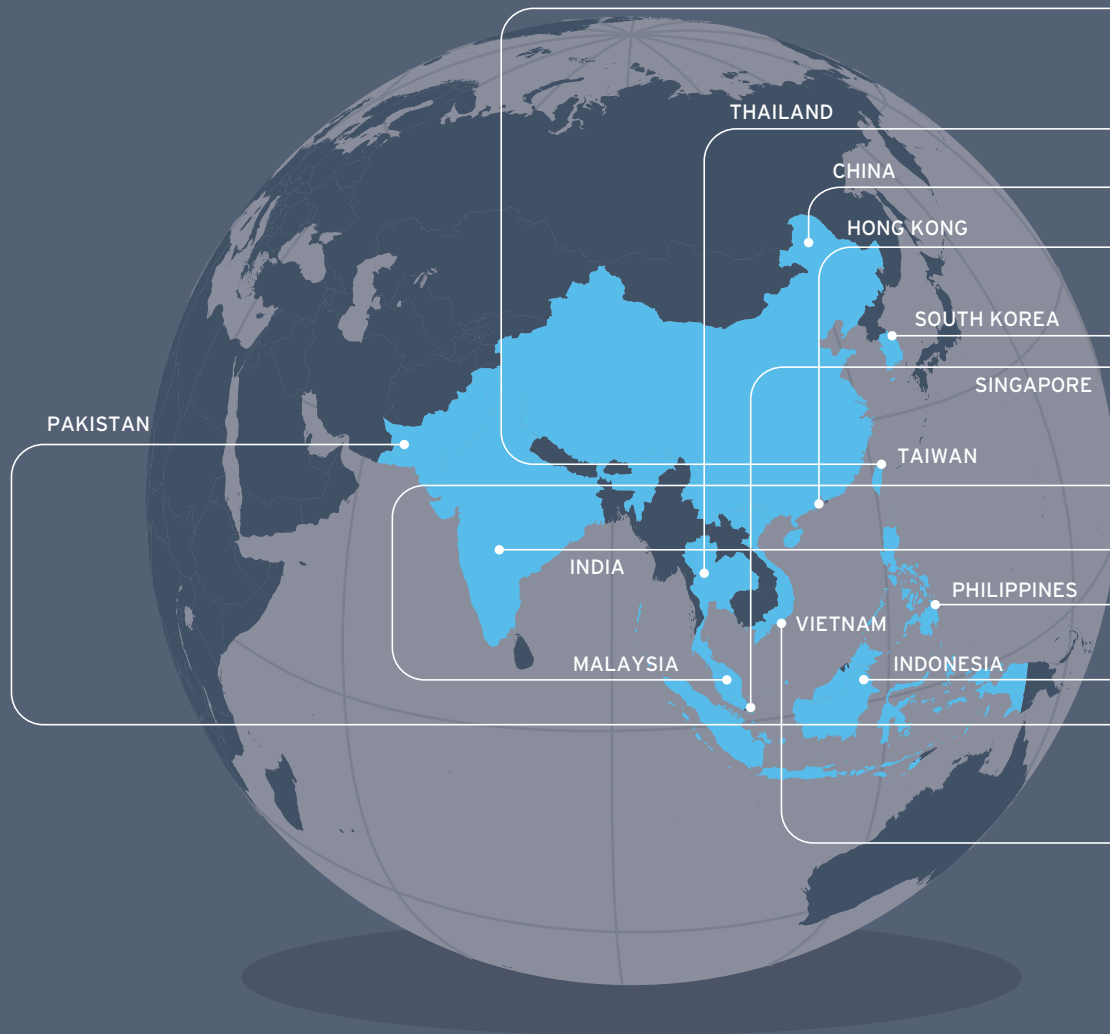 THAILAND
CHINA
HONG KONG
SOUTH KOREA
SINGAPORE
PAKISTAN
TAIWAN
INDIA
PHILIPPINES
VIETNAM
MALAYSIA
INDONESIA